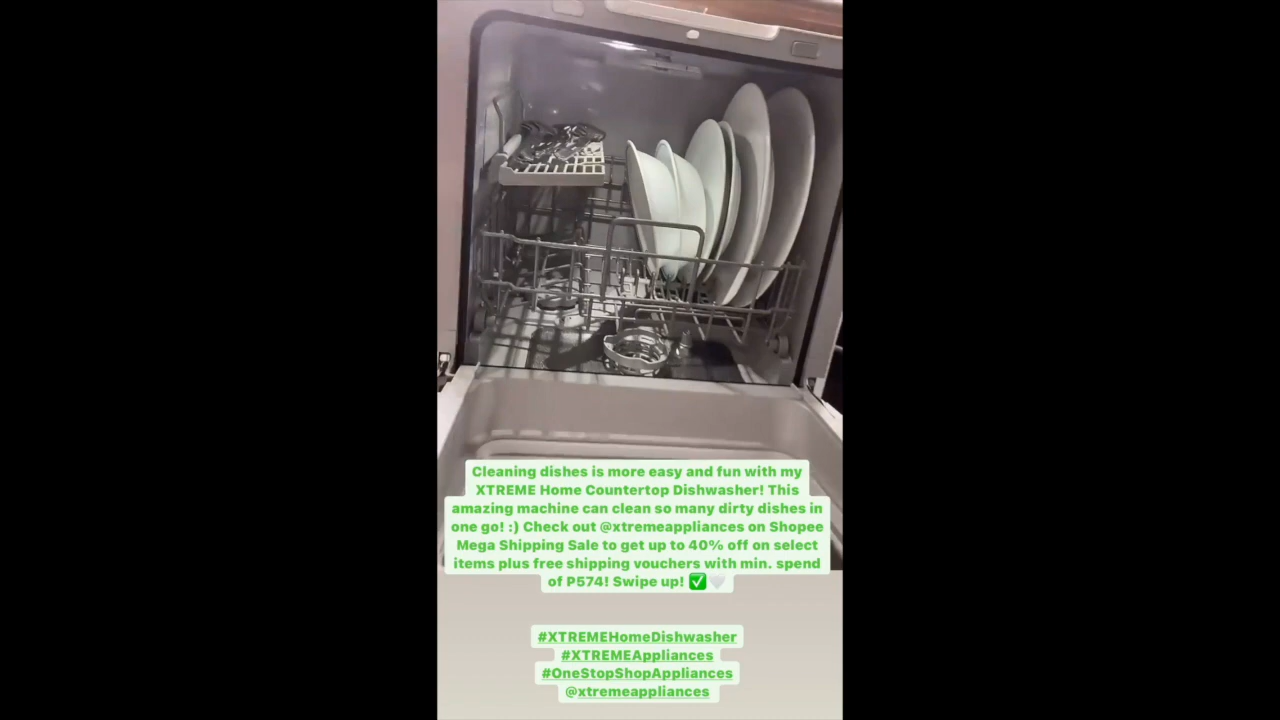 Cleaning dishes is more easy and fun with my
XTREME Home Countertop Dishwasher! This
amazing machine can clean so many dirty dishes in
one go! :) Check out @xtremeappliances on Shopee
Mega Shipping Sale to get up to 40% off on select
items plus free shipping vouchers with min. spend
of P574! Swipe up! ✅🤍
#XTREMEHomeDishwasher
#XTREMEAppliances
#OneStopShopAppliances
@xtremeappliances